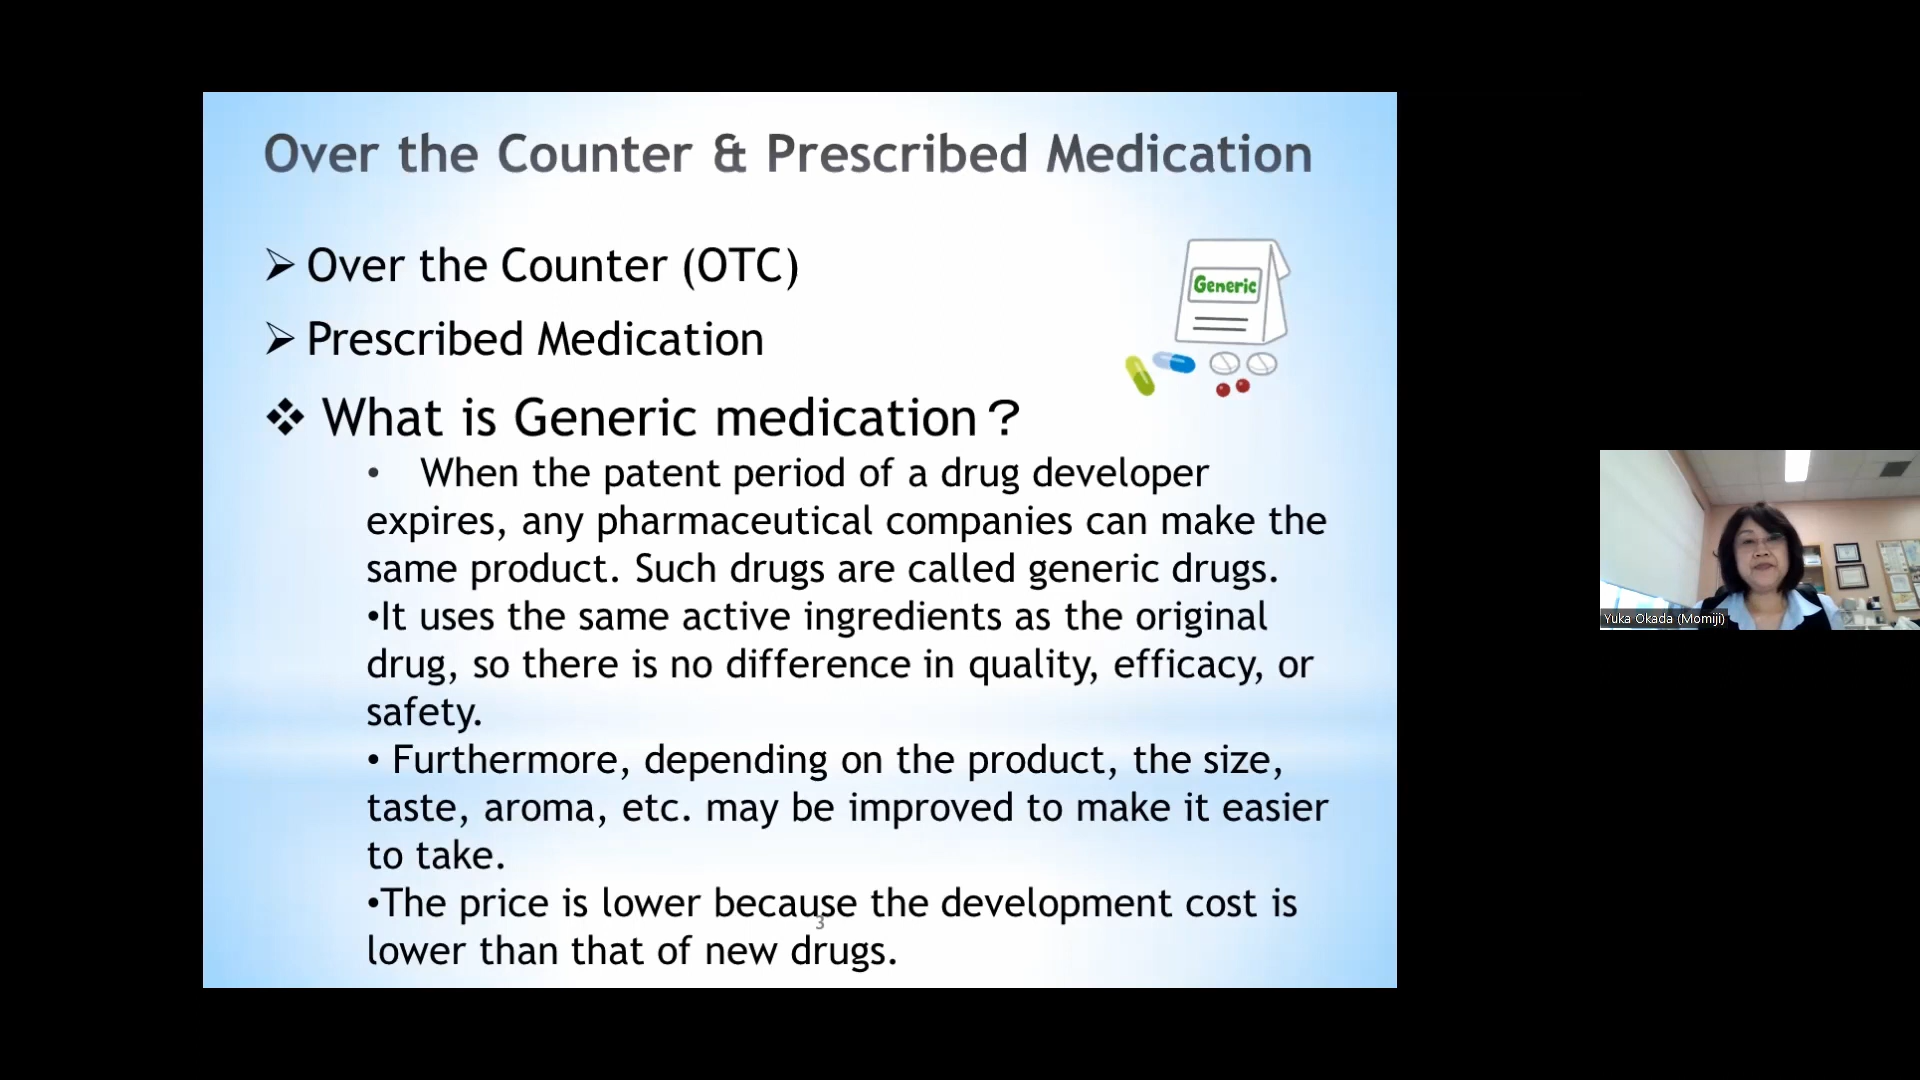 Over the Counter & Prescribed Medication
Over the Counter (OTC)
Generic
Prescribed Medication
What is Generic medication？
• When the patent period of a drug developer
expires, any pharmaceutical companies can make the
same product. Such drugs are called generic drugs.
•It uses the same active ingredients as the original
drug, so there is no difference in quality, efficacy, or
safety.
• Furthermore, depending on the product, the size,
taste, aroma, etc. may be improved to make it easier
to take.
•The price is lower because the development cost is
lower than that of new drugs.
3
Yuka Okada (Momiji)